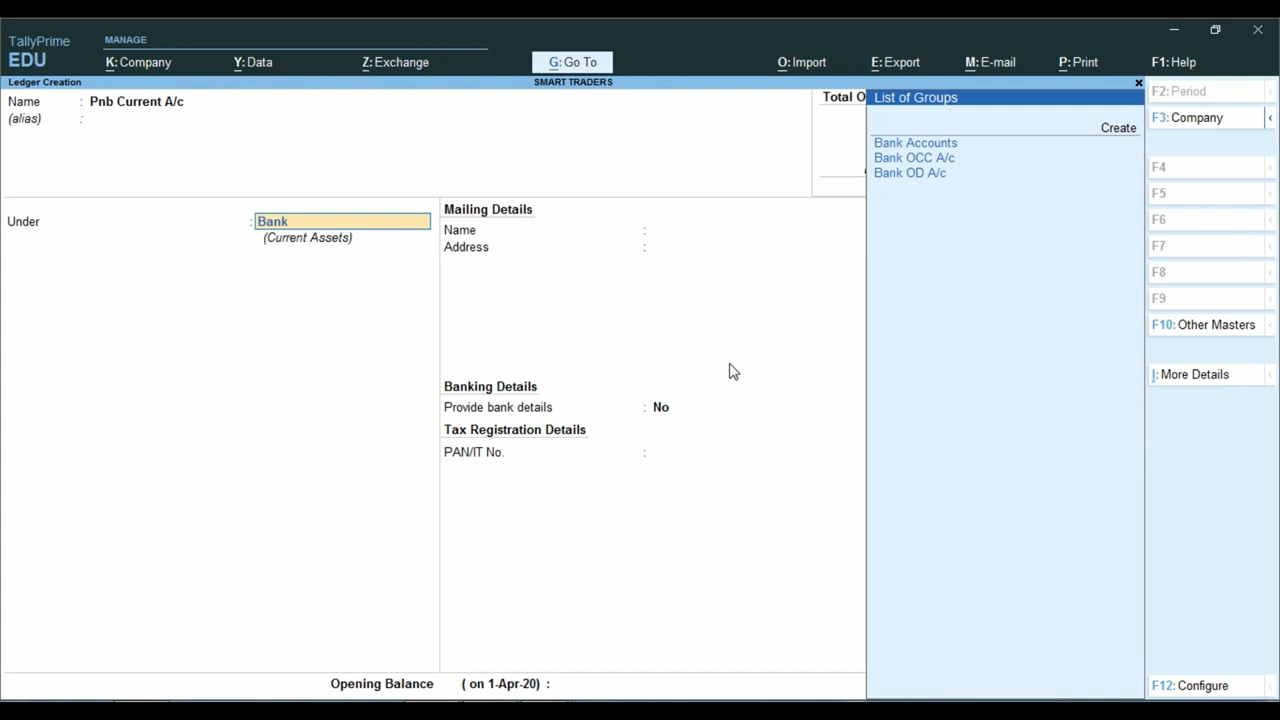 TallyPrime
EDU
MANAGE
K: Company
Y: Data
Z: Exchange
G: Go To
O: Import
E: Export
M: E-mail
P: Print
F1: Help
Ledger Creation
SMART TRADERS
Name : Pnb Current A/c
(alias) :
Total O
Under : Bank
(Current Assets)
Mailing Details
Name :
Address :
Banking Details
Provide bank details : No
Tax Registration Details
PAN/IT No. :
Opening Balance ( on 1-Apr-20) :
List of Groups
Create
Bank Accounts
Bank OCC A/c
Bank OD A/c
F2: Period
F3: Company
F4
F5
F6
F7
F8
F9
F10: Other Masters
I: More Details
F12: Configure